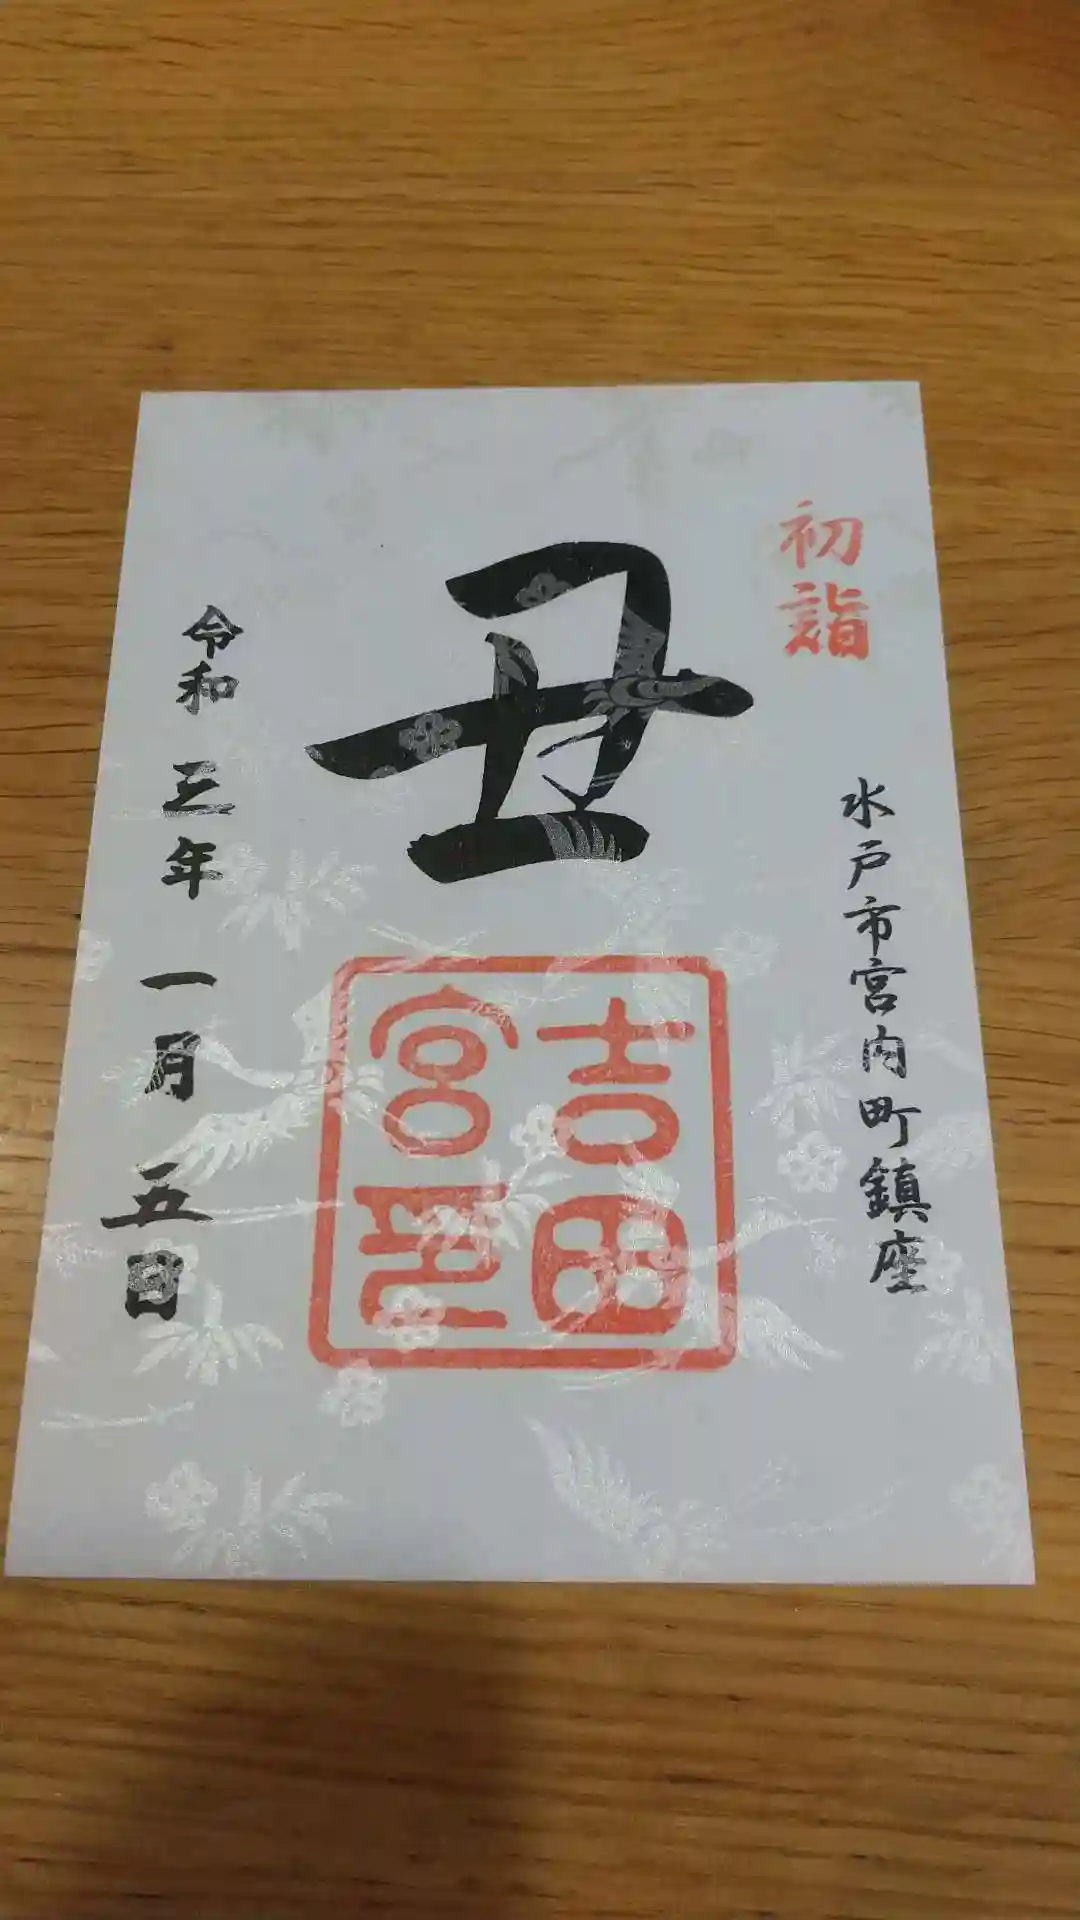 初詣
水戸市宮内町鎮座
丑
吉田
宮印
令和三年一月五日